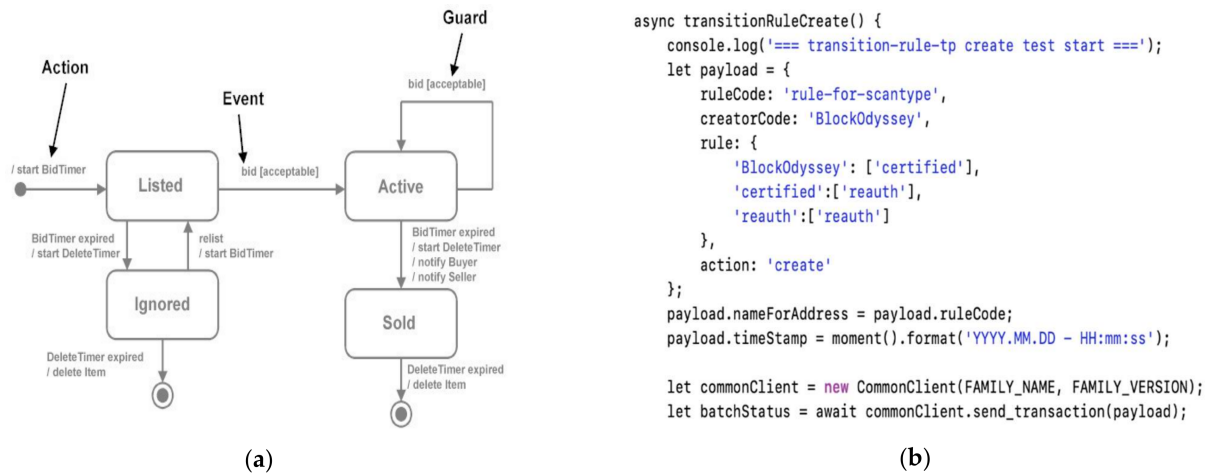 Guard
Action
bid [acceptable]
Event
/ start BidTimer
bid [acceptable]
Listed
Active
BidTimer expired
/ start DeleteTimer
relist
/ start BidTimer
BidTimer expired
/ start DeleteTimer
/ notify Buyer
/ notify Seller
Ignored
Sold
DeleteTimer expired
/ delete Item
DeleteTimer expired
/ delete Item
(a)
async transitionRuleCreate() {
    console.log('=== transition-rule-tp create test start ===');
    let payload = {
        ruleCode: 'rule-for-scantype',
        creatorCode: 'BlockOdyssey',
        rule: {
            'BlockOdyssey': ['certified'],
            'certified':['reauth'],
            'reauth':['reauth']
        },
        action: 'create'
    };
    payload.nameForAddress = payload.ruleCode;
    payload.timeStamp = moment().format('YYYY.MM.DD - HH:mm:ss');
    let commonClient = new CommonClient(FAMILY_NAME, FAMILY_VERSION);
    let batchStatus = await commonClient.send_transaction(payload);
(b)